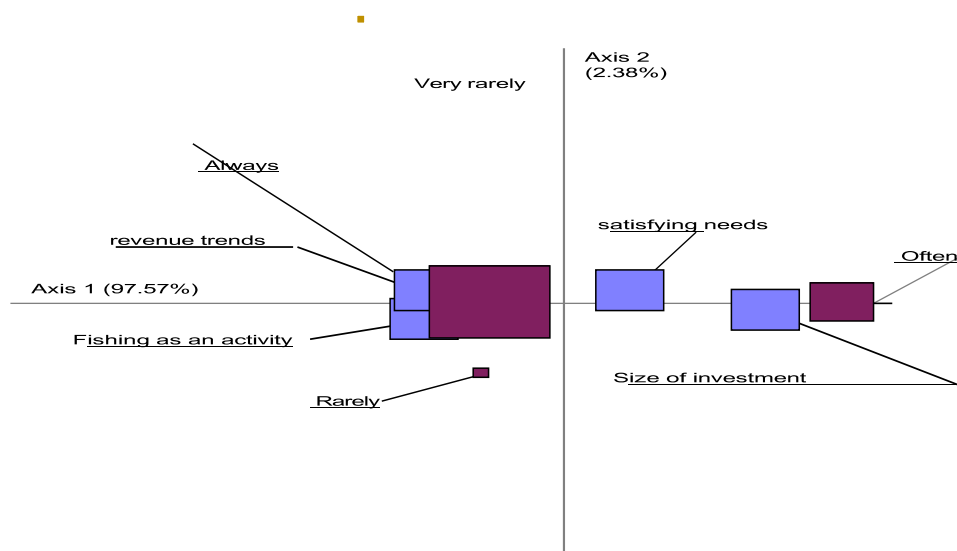 Axis 2
(2.38%)
Very rarely
Always
satisfying needs
revenue trends
Often
Axis 1 (97.57%)
Fishing as an activity
Size of investment
Rarely